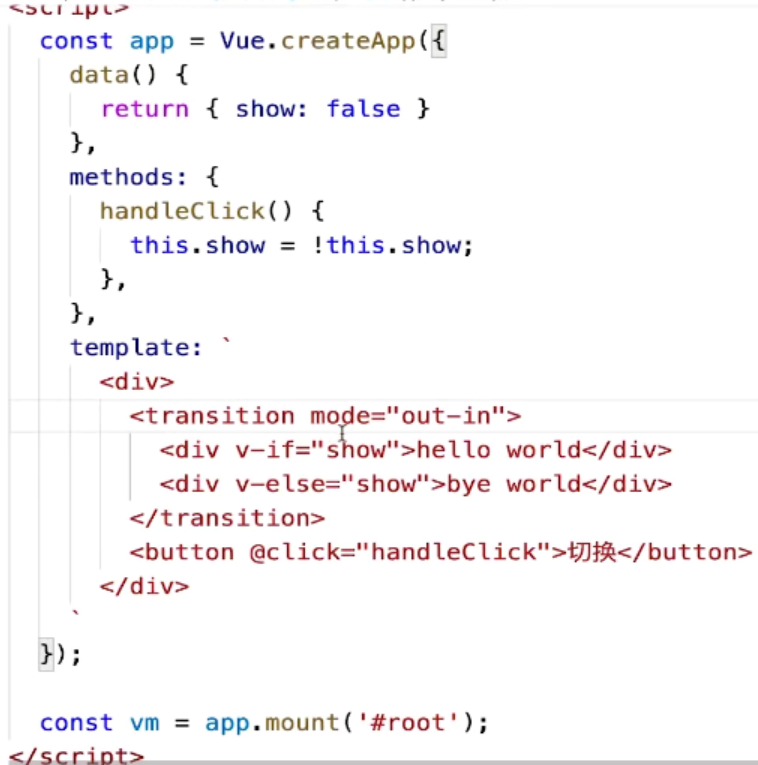 <script>
  const app = Vue.createApp({
    data() {
      return { show: false }
    },
    methods: {
      handleClick() {
        this.show = !this.show;
      },
    },
    template: `
      <div>
        <transition mode="out-in">
          <div v-if="show">hello world</div>
          <div v-else="show">bye world</div>
        </transition>
        <button @click="handleClick">切换</button>
      </div>
    `
  });

  const vm = app.mount('#root');
</script>